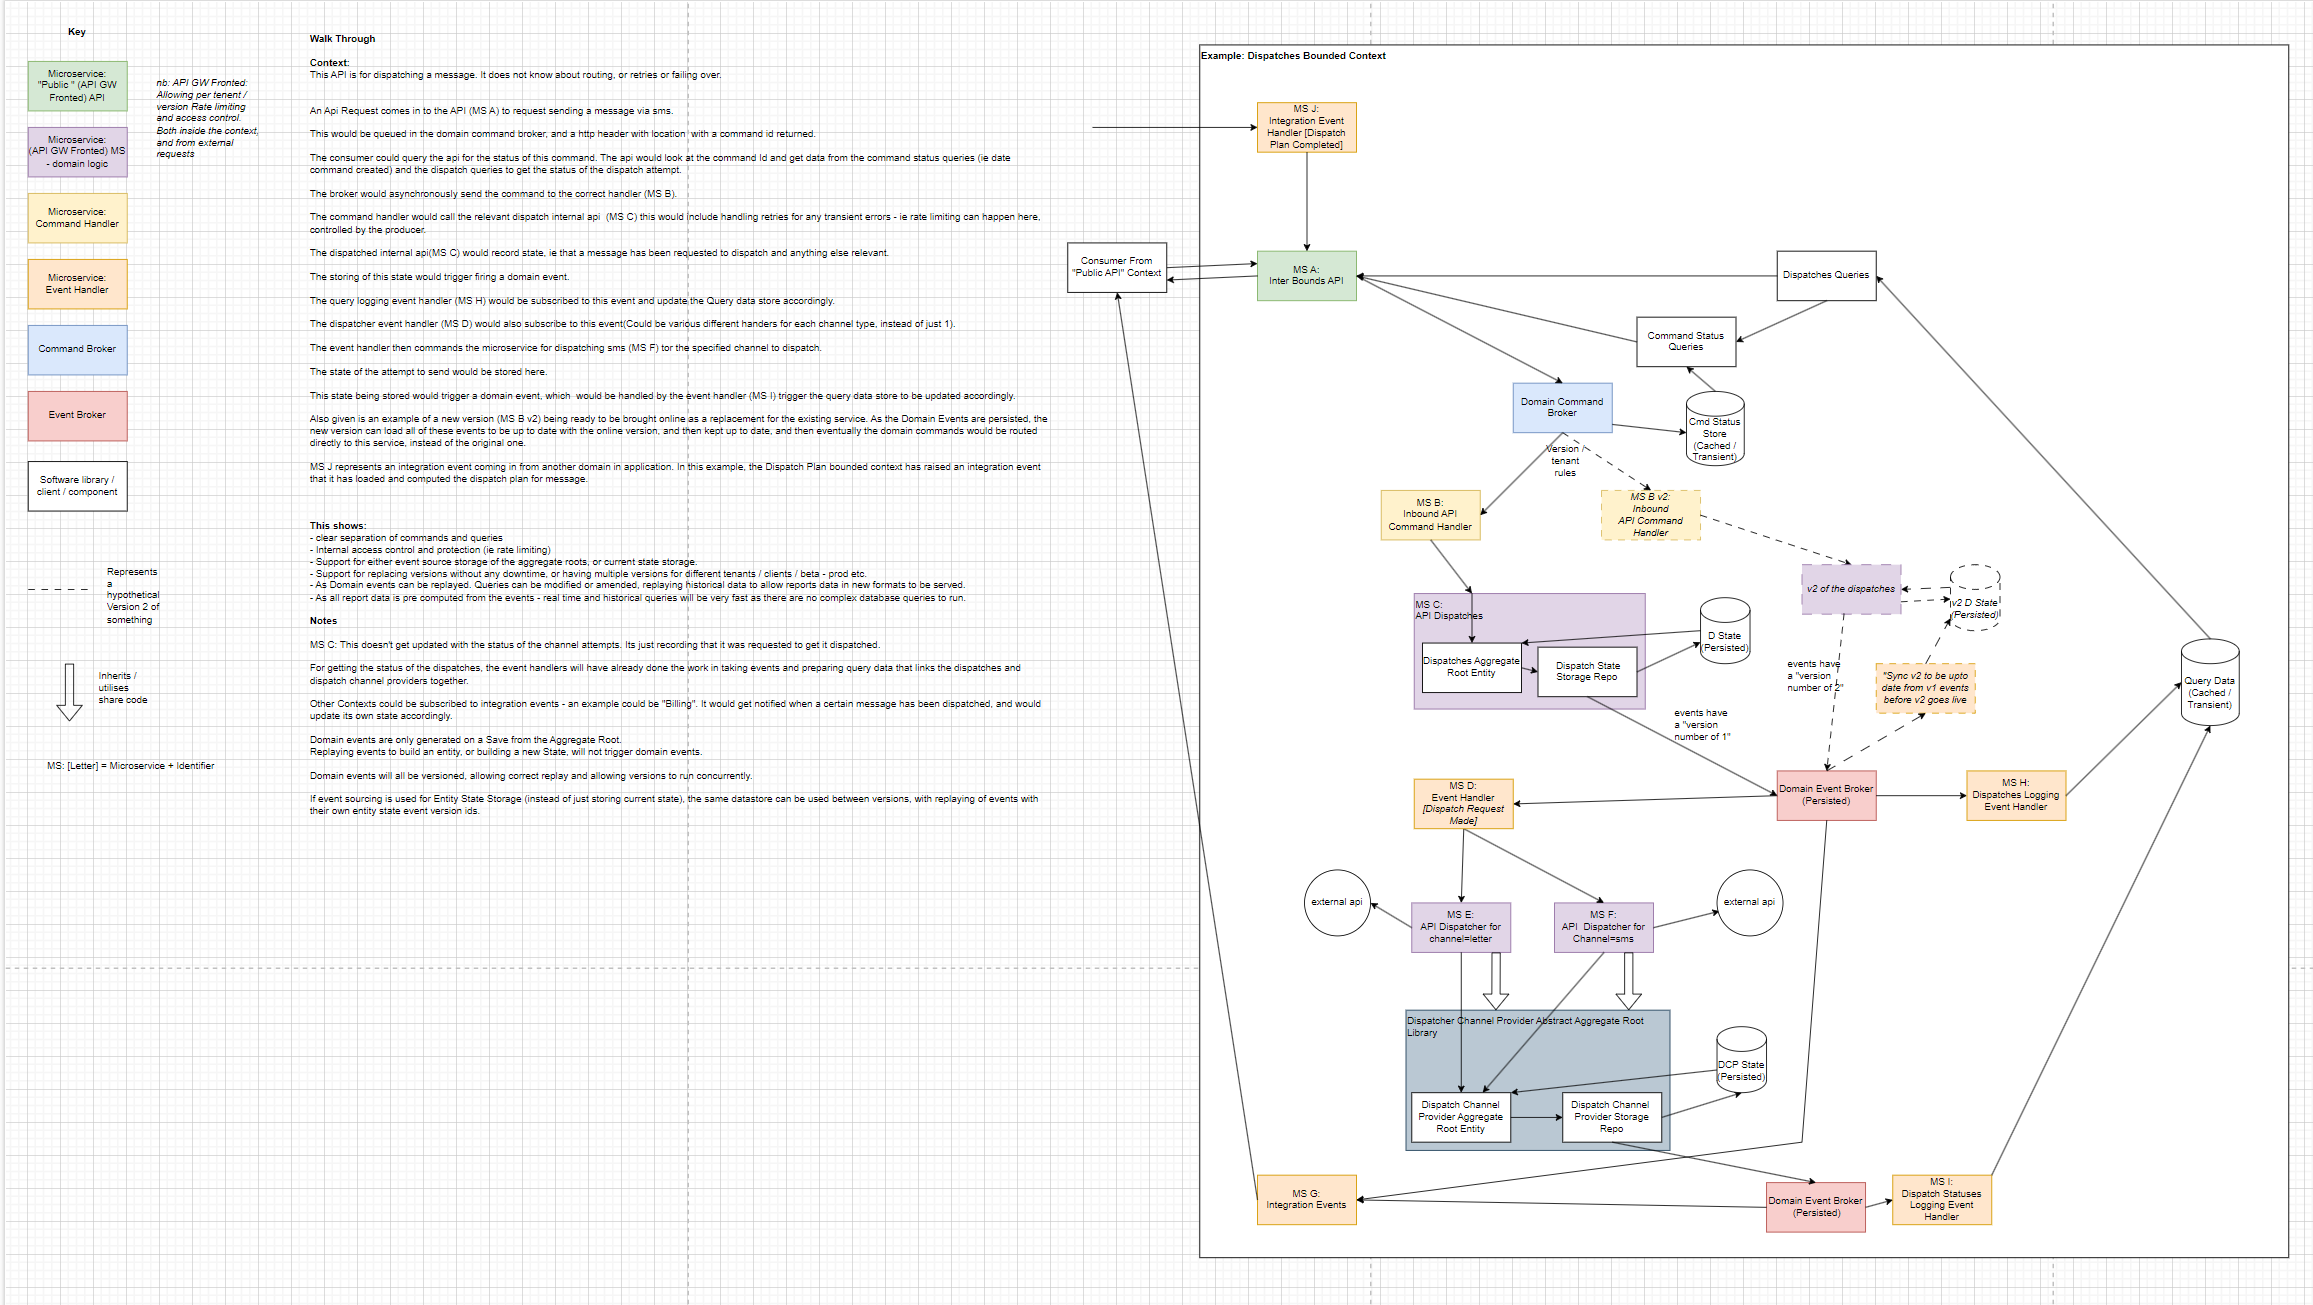 Key
Microservice:
"Public " (API GW
Fronted) API
nb: API GW Fronted:
Allowing per tenent /
version Rate limiting
and access control.
Both inside the context,
and from external
requests
Microservice:
(API GW Fronted) MS
- domain logic
Microservice:
Command Handler
Microservice:
Event Handler
Command Broker
Event Broker
Software library /
client / component
Represents
a
hypothetical
Version 2 of
something
Inherits /
utilises
share code
MS: [Letter] = Microservice + Identifier
Walk Through
Context:
This API is for dispatching a message. It does not know about routing, or retries or failing over.
An Api Request comes in to the API (MS A) to request sending a message via sms.
This would be queued in the domain command broker, and a http header with location with a command id returned.
The consumer could query the api for the status of this command. The api would look at the command Id and get data from the command status queries (ie date
command created) and the dispatch queries to get the status of the dispatch attempt.
The broker would asynchronously send the command to the correct handler (MS B).
The command handler would call the relevant dispatch internal api (MS C) this would include handling retries for any transient errors - ie rate limiting can happen here,
controlled by the producer.
The dispatched internal api(MS C) would record state, ie that a message has been requested to dispatch and anything else relevant.
The storing of this state would trigger firing a domain event.
The query logging event handler (MS H) would be subscribed to this event and update the Query data store accordingly.
The dispatcher event handler (MS D) would also subscribe to this event(Could be various different handers for each channel type, instead of just 1).
The event handler then commands the microservice for dispatching sms (MS F) tor the specified channel to dispatch.
The state of the attempt to send would be stored here.
This state being stored would trigger a domain event, which would be handled by the event handler (MS I) trigger the query data store to be updated accordingly.
Also given is an example of a new version (MS B v2) being ready to be brought online as a replacement for the existing service. As the Domain Events are persisted, the
new version can load all of these events to be up to date with the online version, and then kept up to date, and then eventually the domain commands would be routed
directly to this service, instead of the original one.
MS J represents an integration event coming in from another domain in application. In this example, the Dispatch Plan bounded context has raised an integration event
that it has loaded and computed the dispatch plan for message.
This shows:
- clear separation of commands and queries
- Internal access control and protection (ie rate limiting)
- Support for either event source storage of the aggregate roots, or current state storage.
- Support for replacing versions without any downtime, or having multiple versions for different tenants / clients / beta - prod etc.
- As Domain events can be replayed. Queries can be modified or amended, replaying historical data to allow reports data in new formats to be served.
- As all report data is pre computed from the events - real time and historical queries will be very fast as there are no complex database queries to run.
Notes
MS C: This doesn't get updated with the status of the channel attempts. Its just recording that it was requested to get it dispatched.
For getting the status of the dispatches, the event handlers will have already done the work in taking events and preparing query data that links the dispatches and
dispatch channel providers together.
Other Contexts could be subscribed to integration events - an example could be "Billing". It would get notified when a certain message has been dispatched, and would
update its own state accordingly.
Domain events are only generated on a Save from the Aggregate Root.
Replaying events to build an entity, or building a new State, will not trigger domain events.
Domain events will all be versioned, allowing correct replay and allowing versions to run concurrently.
If event sourcing is used for Entity State Storage (instead of just storing current state), the same datastore can be used between versions, with replaying of events with
their own entity state event version ids.
Example: Dispatches Bounded Context
MS J:
Integration Event
Handler [Dispatch
Plan Completed]
Consumer From
"Public API" Context
MS A:
Inter Bounds API
Dispatches Queries
Command Status
Queries
Domain Command
Broker
Cmd Status
Store
(Cached /
Transient)
Version /
tenant
rules
MS B:
Inbound API
Command Handler
MS B v2:
Inbound
API Command
Handler
v2 of the dispatches
v2 D State
(Persisted)
MS C:
API Dispatches
D State
(Persisted)
Dispatches Aggregate
Root Entity
Dispatch State
Storage Repo
events have
a "version
number of 2"
"Sync v2 to be upto
date from v1 events
before v2 goes live
Query Data
(Cached /
Transient)
events have
a "version
number of 1"
MS D:
Event Handler
[Dispatch Request
Made]
Domain Event Broker
(Persisted)
MS H:
Dispatches Logging
Event Handler
external api
external api
MS E:
API Dispatcher for
channel=letter
MS F:
API Dispatcher for
Channel=sms
Dispatcher Channel Provider Abstract Aggregate Root
Library
DCP State
(Persisted)
Dispatch Channel
Provider Aggregate
Root Entity
Dispatch Channel
Provider Storage
Repo
MS G:
Integration Events
Domain Event Broker
(Persisted)
MS I:
Dispatch Statuses
Logging Event
Handler